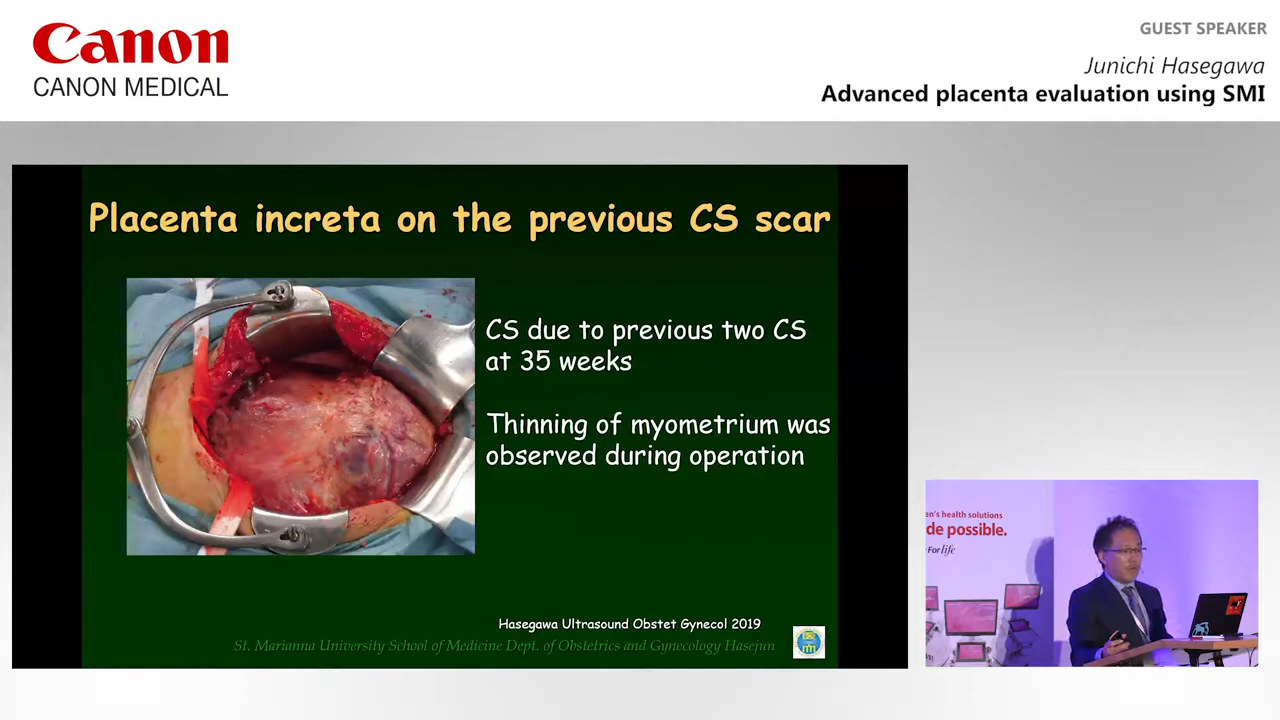 Canon
CANON MEDICAL
GUEST SPEAKER
Junichi Hasegawa
Advanced placenta evaluation using SMI
Placenta increta on the previous CS scar
CS due to previous two CS
at 35 weeks
Thinning of myometrium was
observed during operation
Hasegawa Ultrasound Obstet Gynecol 2019
St. Marianna University School of Medicine Dept. of Obstetrics and Gynecology Hasejun
en's health solutions
de possible.
For life